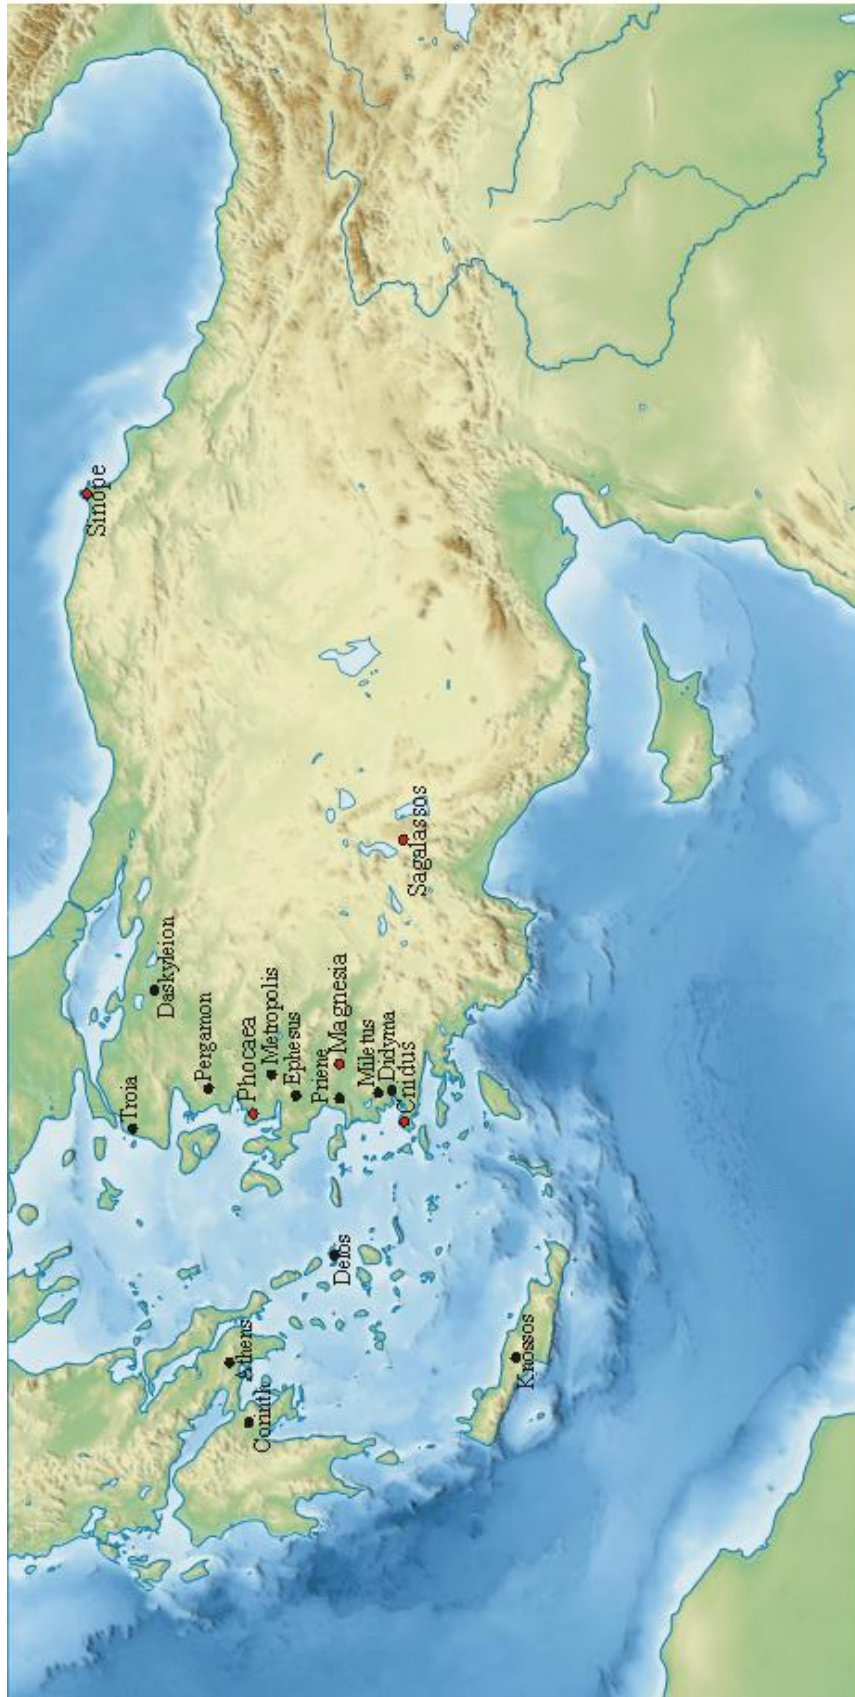 Sinope
Sagalassos
Daskyleion
Pergamon
Phocaea
Metropolis
Ephesus
Priene
Magnesia
Miletus
Didyma
Cnidus
Troia
Delos
Athens
Corinth
Knossos